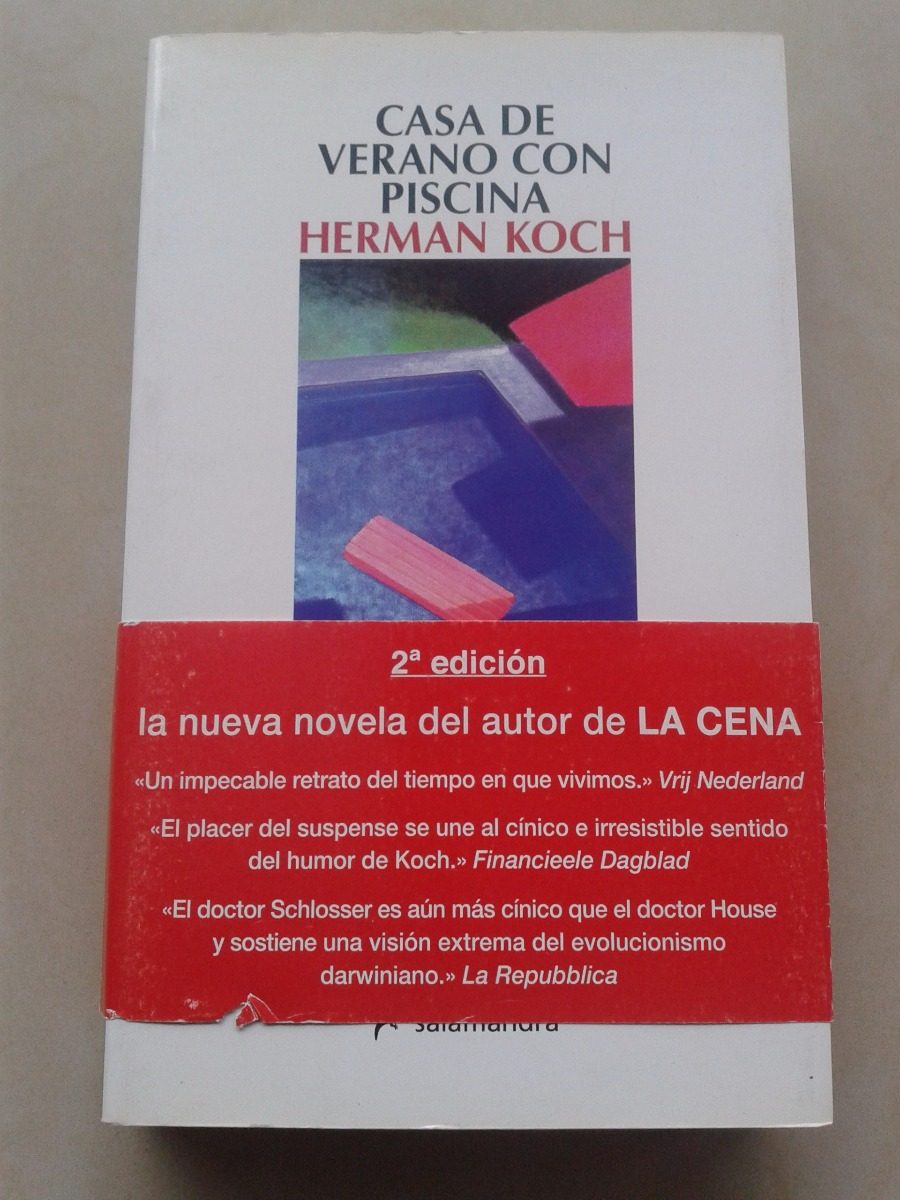 CASA DE
VERANO CON
PISCINA
HERMAN KOCH
2ª edición
la nueva novela del autor de LA CENA
«Un impecable retrato del tiempo en que vivimos.» Vrij Nederland
«El placer del suspense se une al cínico e irresistible sentido
del humor de Koch.» Financieele Dagblad
«El doctor Schlosser es aún más cínico que el doctor House
y sostiene una visión extrema del evolucionismo
darwiniano.» La Repubblica
salamandra